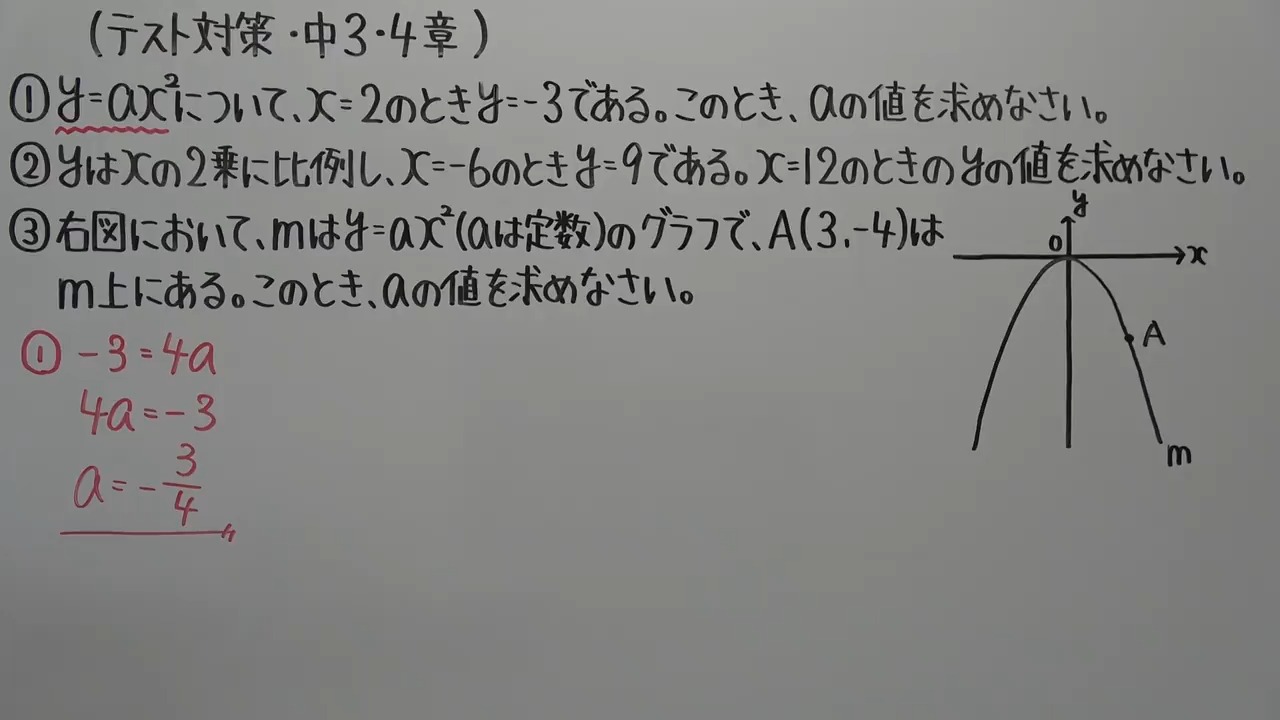 (テスト対策・中3・4章)
①y=ax²について、x=2のときy=-3である。このとき、aの値を求めなさい。
②yはxの2乗に比例し、x=-6のときy=9である。x=12のときのyの値を求めなさい。
③右図において、mはy=ax²(aは定数)のグラフで、A(3,-4)は
m上にある。このとき、aの値を求めなさい。
y
O
x
A
m
① -3=4a
4a=-3
a=-3/4